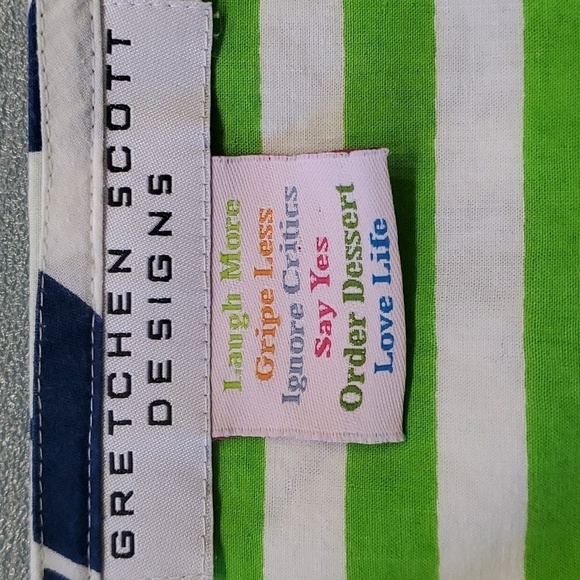 GRETCHEN SCOTT
DESIGNS
Laugh More
Gripe Less
Ignore Critics
Say Yes
Order Dessert
Love Life